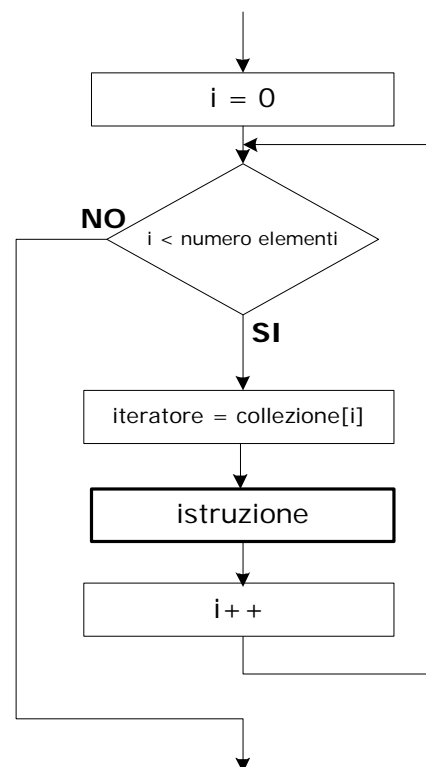 i = 0
NO
i < numero elementi
SI
iteratore = collezione[i]
istruzione
i++